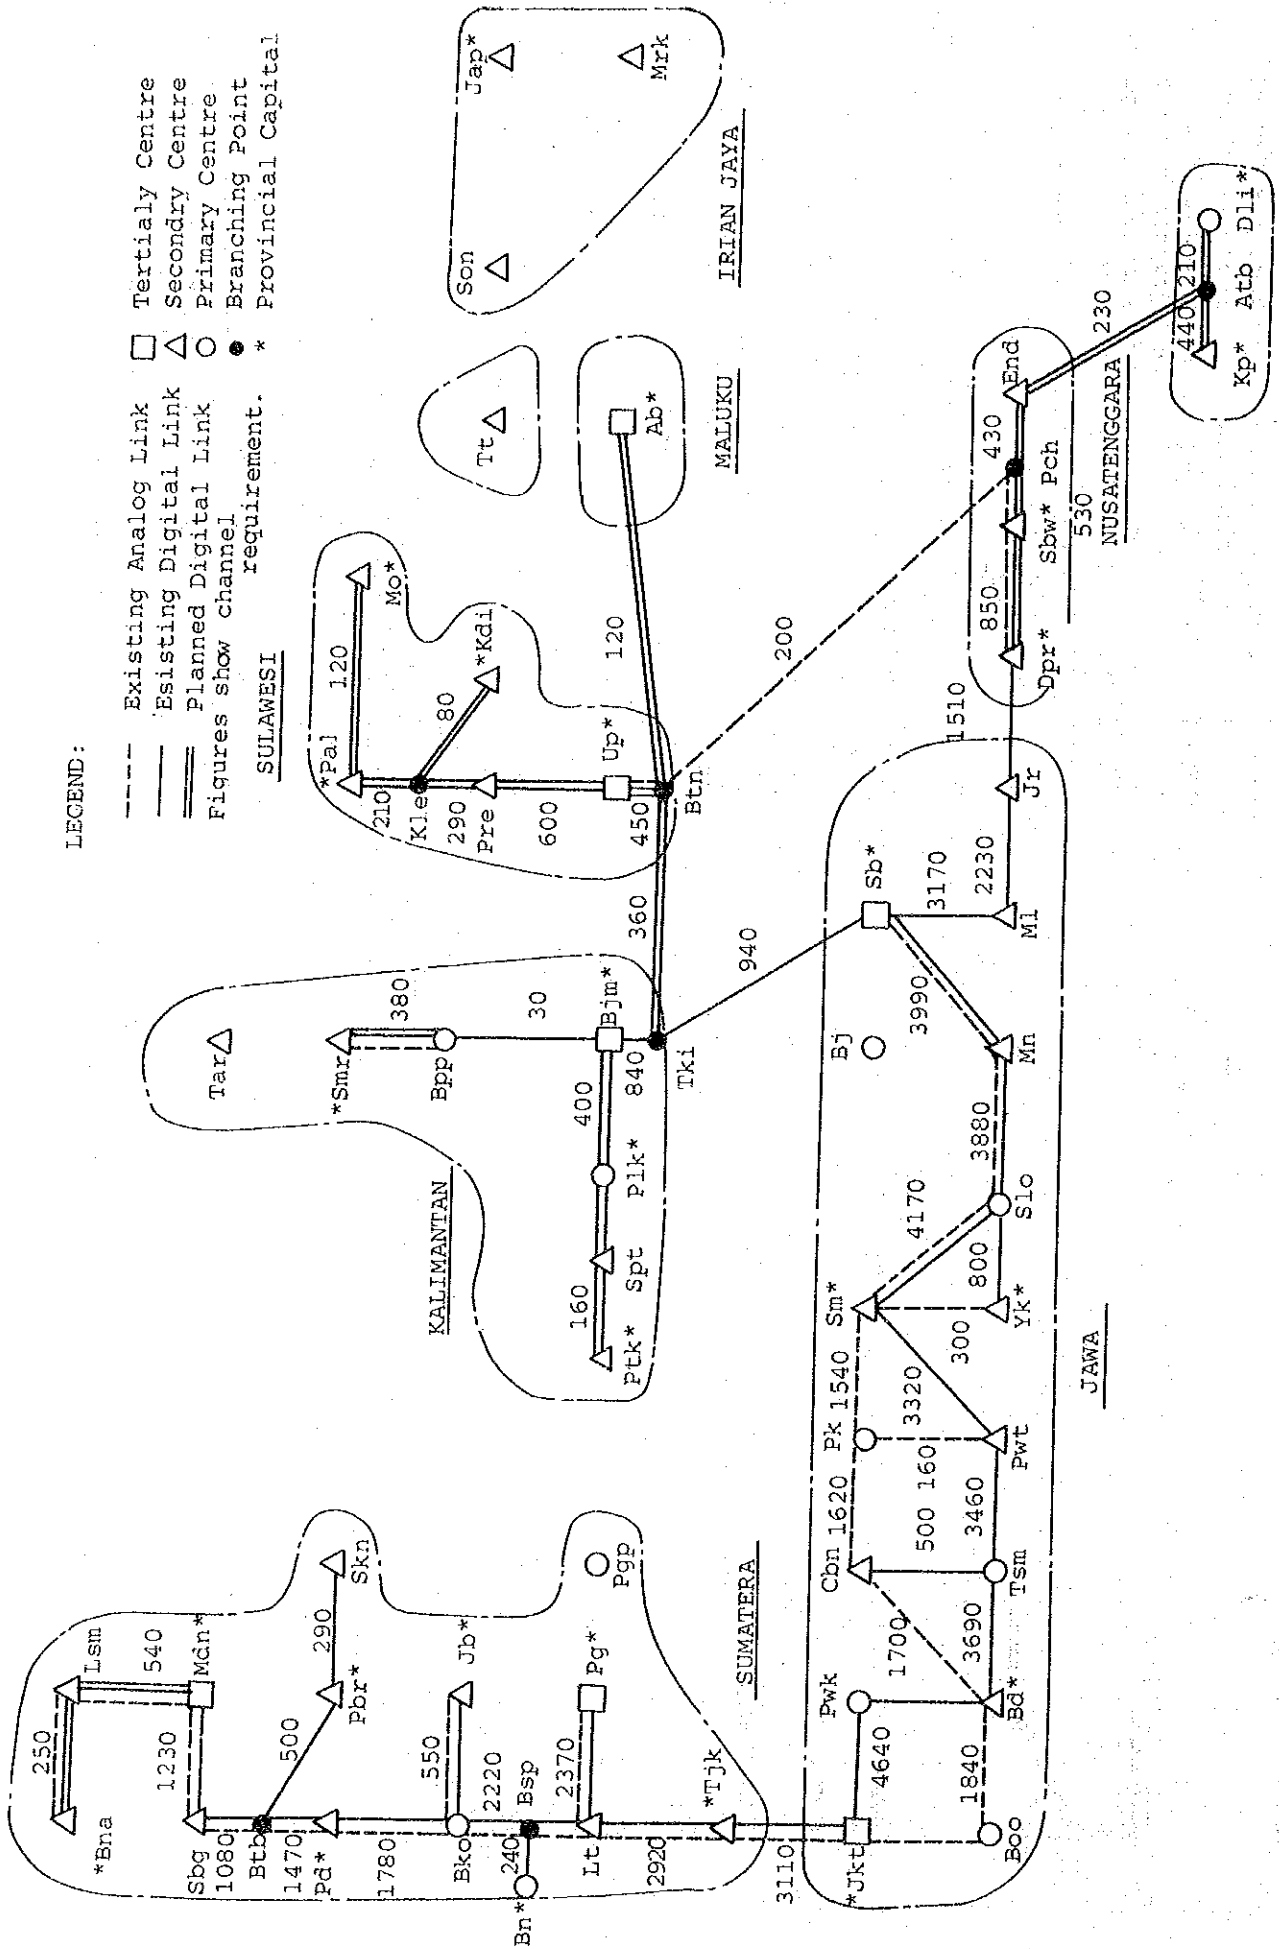 LEGEND:
Existing Analog Link
Esisting Digital Link
Planned Digital Link
Figures show channel
requirement.
Tertialy Centre
Secondry Centre
Primary Centre
Branching Point
* Provincial Capital
SUMATERA
*Bna
250
Lsm
540
Mdn*
1230
Sbg
1080
Btb
500
Pbr*
290
Skn
1470
Pd*
1780
Bko
550
Jb*
2220
Bsp
240
Bn*
2370
Lt
Pg*
Pgp
2920
*Tjk
3110
KALIMANTAN
Tar
*Smr
380
Bpp
30
Bjm*
400
840
Plk*
Spt
160
Ptk*
Tki
360
940
SULAWESI
*Pal
120
Mo*
210
Kle
80
*Kdi
290
Pre
600
Up*
450
Btn
120
200
MALUKU
Tt
Ab*
IRIAN JAYA
Son
Jap*
Mrk
JAWA
*Jkt
4640
Pwk
Boo
1840
Bd*
1700
3690
Cbn
1620
500
Tsm
3460
Pk
1540
160
Pwt
3320
Sm*
300
Yk*
800
4170
Slo
3880
Bj
Mn
3990
Sb*
3170
Ml
2230
Jr
1510
NUSATENGGARA
Dpr*
850
Sbw*
530
Pch
430
End
230
Kp*
440
Atb
210
Dli*